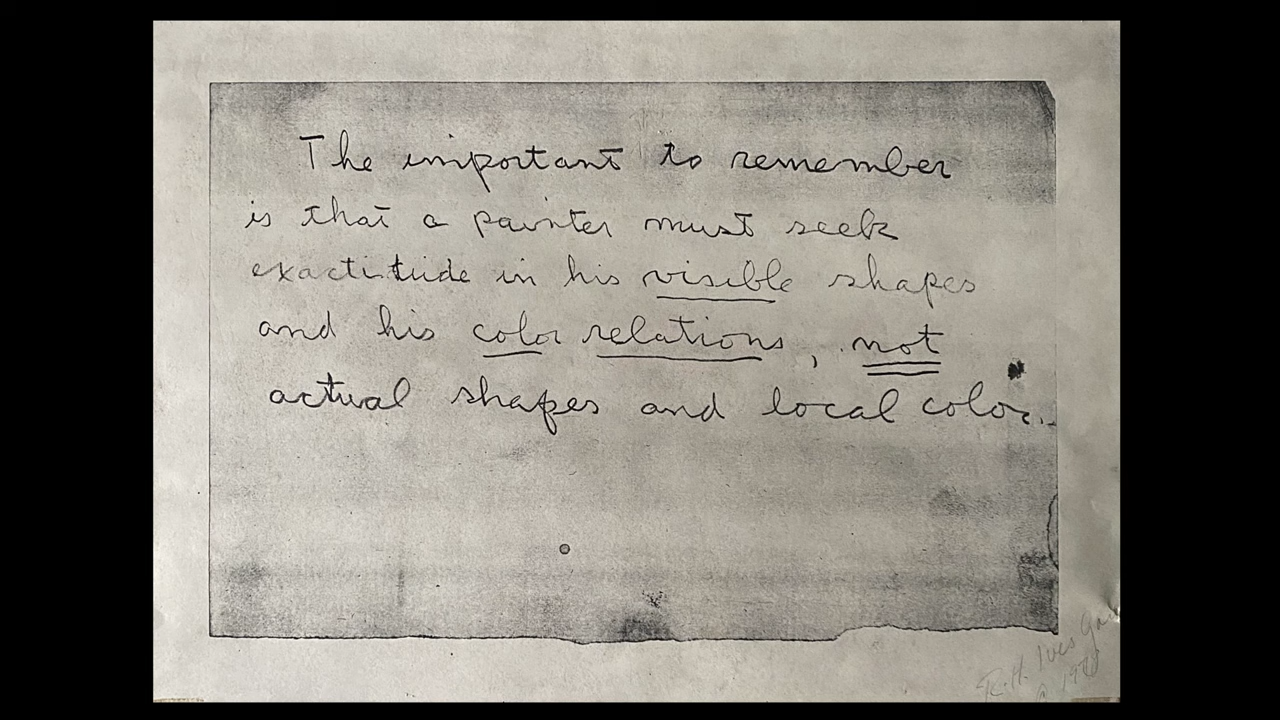 The important to remember
is that a painter must seek
exactitude in his visible shapes
and his color relations, not
actual shapes and local color.
R.H. Ives